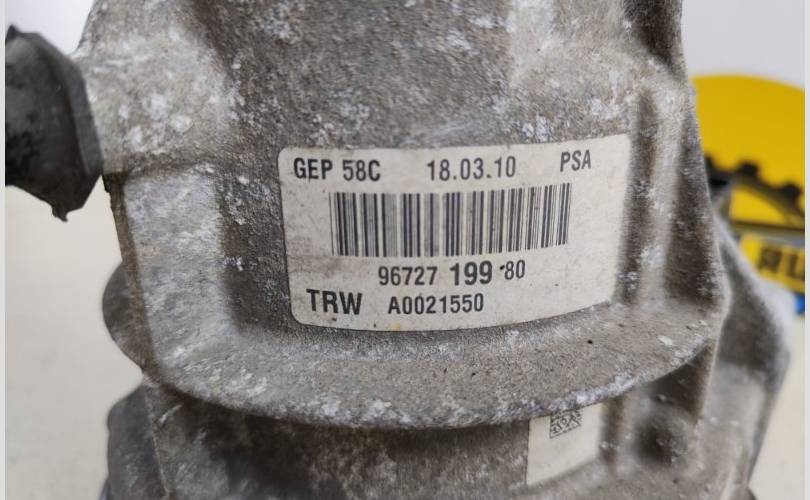 GEP 58C 18.03.10 PSA
96727 199 80
TRW A0021550